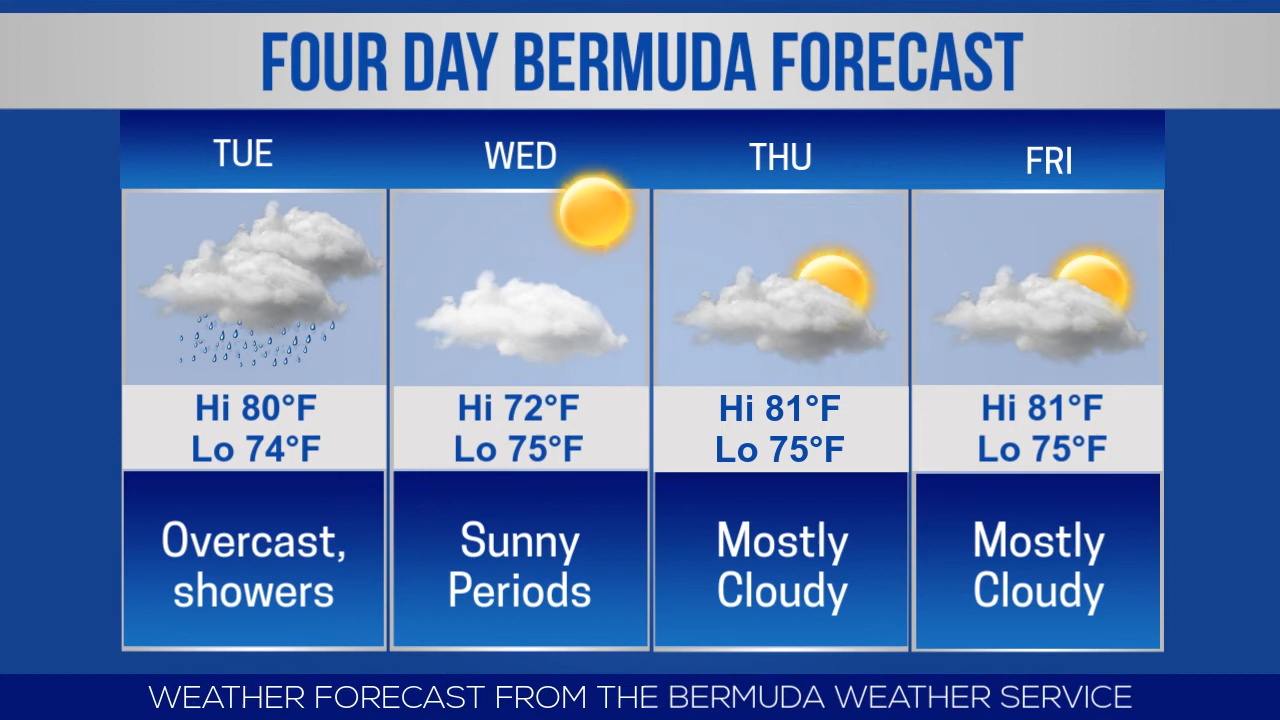 FOUR DAY BERMUDA FORECAST
TUE
WED
THU
FRI
Hi 80°F
Lo 74°F
Hi 72°F
Lo 75°F
Hi 81°F
Lo 75°F
Hi 81°F
Lo 75°F
Overcast,
showers
Sunny
Periods
Mostly
Cloudy
Mostly
Cloudy
WEATHER FORECAST FROM THE BERMUDA WEATHER SERVICE